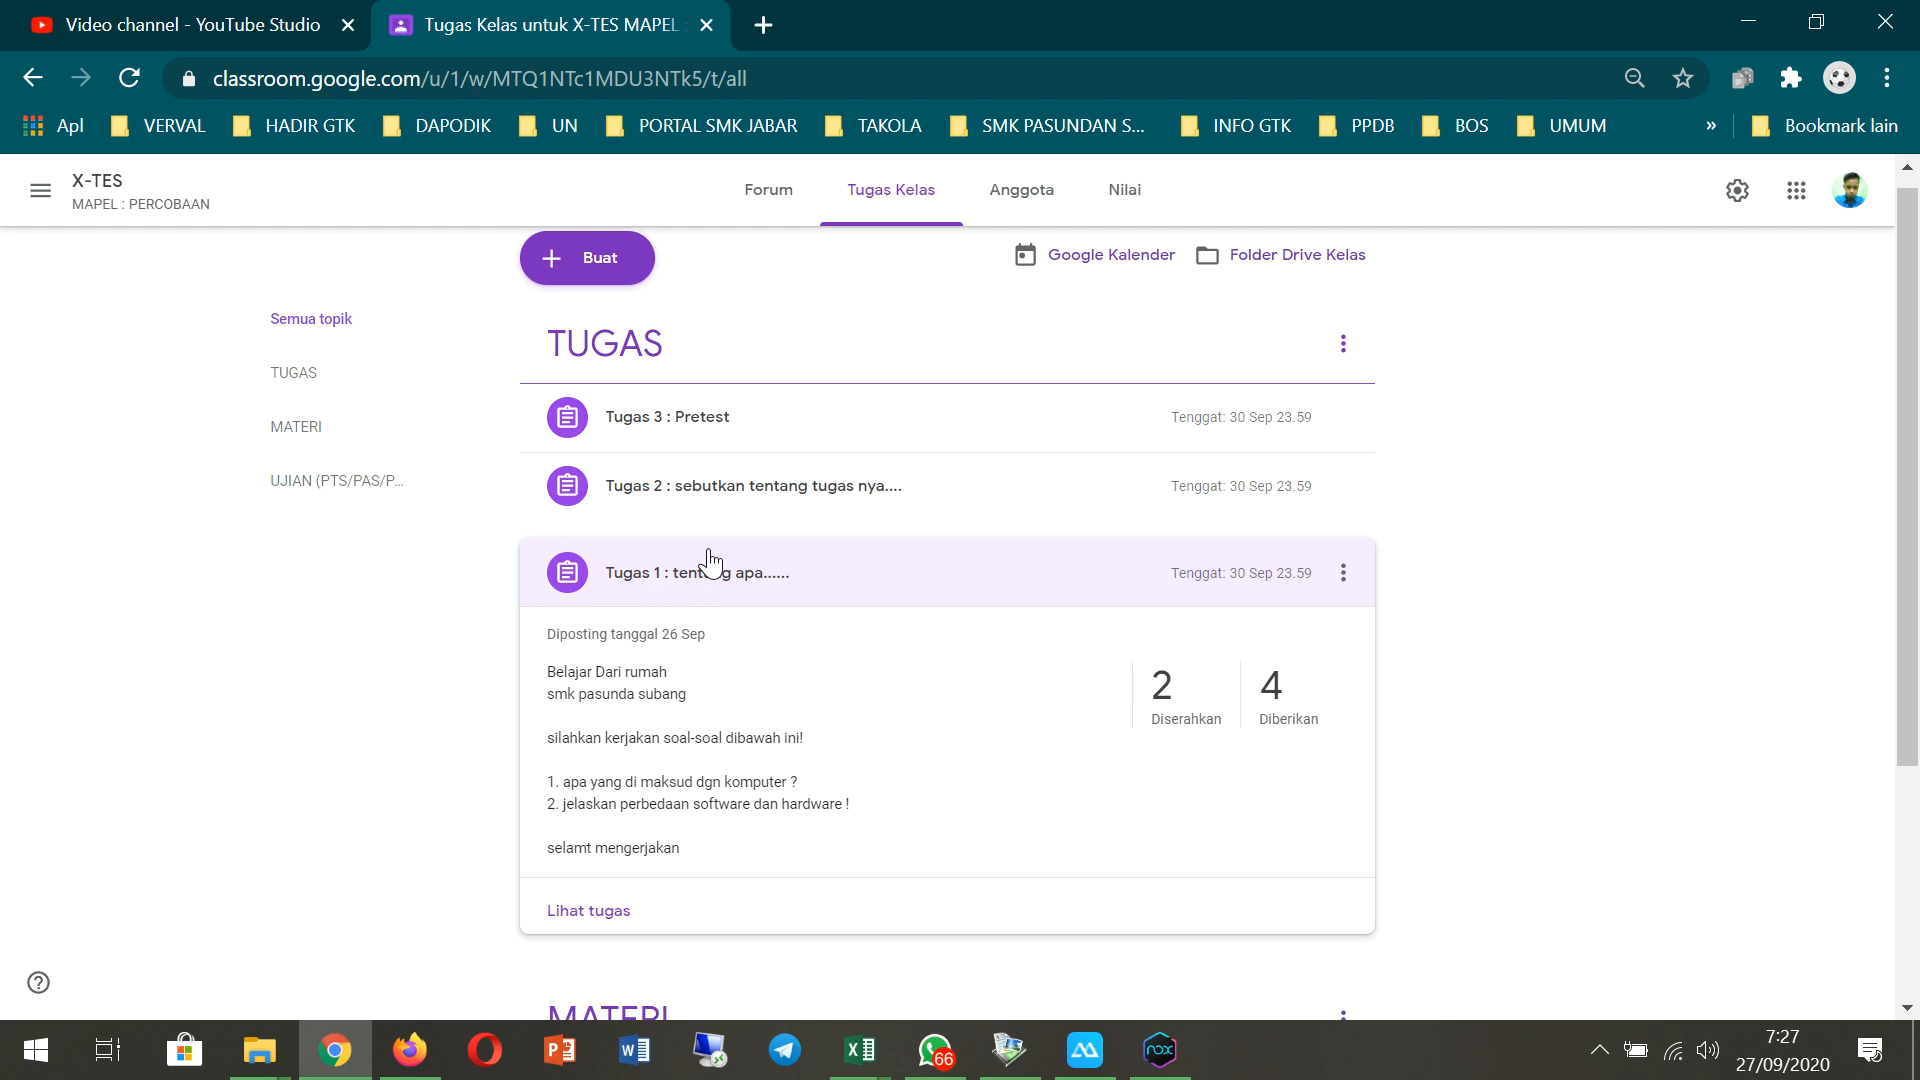 Video channel - YouTube Studio
Tugas Kelas untuk X-TES MAPEL
classroom.google.com/u/1/w/MTQ1NTc1MDU3NTk5/t/all
Apl VERVAL HADIR GTK DAPODIK UN PORTAL SMK JABAR TAKOLA SMK PASUNDAN S... INFO GTK PPDB BOS UMUM » Bookmark lain
X-TES
MAPEL : PERCOBAAN
Forum Tugas Kelas Anggota Nilai
Buat
Google Kalender Folder Drive Kelas
Semua topik
TUGAS
MATERI
UJIAN (PTS/PAS/P...
TUGAS
Tugas 3 : Pretest Tenggat: 30 Sep 23.59
Tugas 2 : sebutkan tentang tugas nya.... Tenggat: 30 Sep 23.59
Tugas 1 : tentang apa...... Tenggat: 30 Sep 23.59
Diposting tanggal 26 Sep
Belajar Dari rumah
smk pasunda subang
silahkan kerjakan soal-soal dibawah ini!
1. apa yang di maksud dgn komputer ?
2. jelaskan perbedaan software dan hardware !
selamt mengerjakan
2 4
Diserahkan Diberikan
Lihat tugas
MATERI
66
nox
7:27
27/09/2020